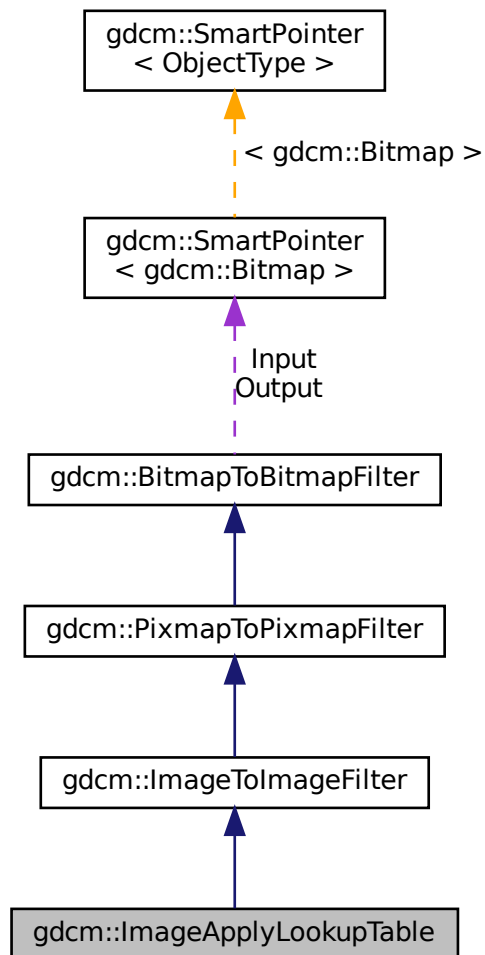 gdcm::SmartPointer
< ObjectType >
< gdcm::Bitmap >
gdcm::SmartPointer
< gdcm::Bitmap >
Input
Output
gdcm::BitmapToBitmapFilter
gdcm::PixmapToPixmapFilter
gdcm::ImageToImageFilter
gdcm::ImageApplyLookupTable